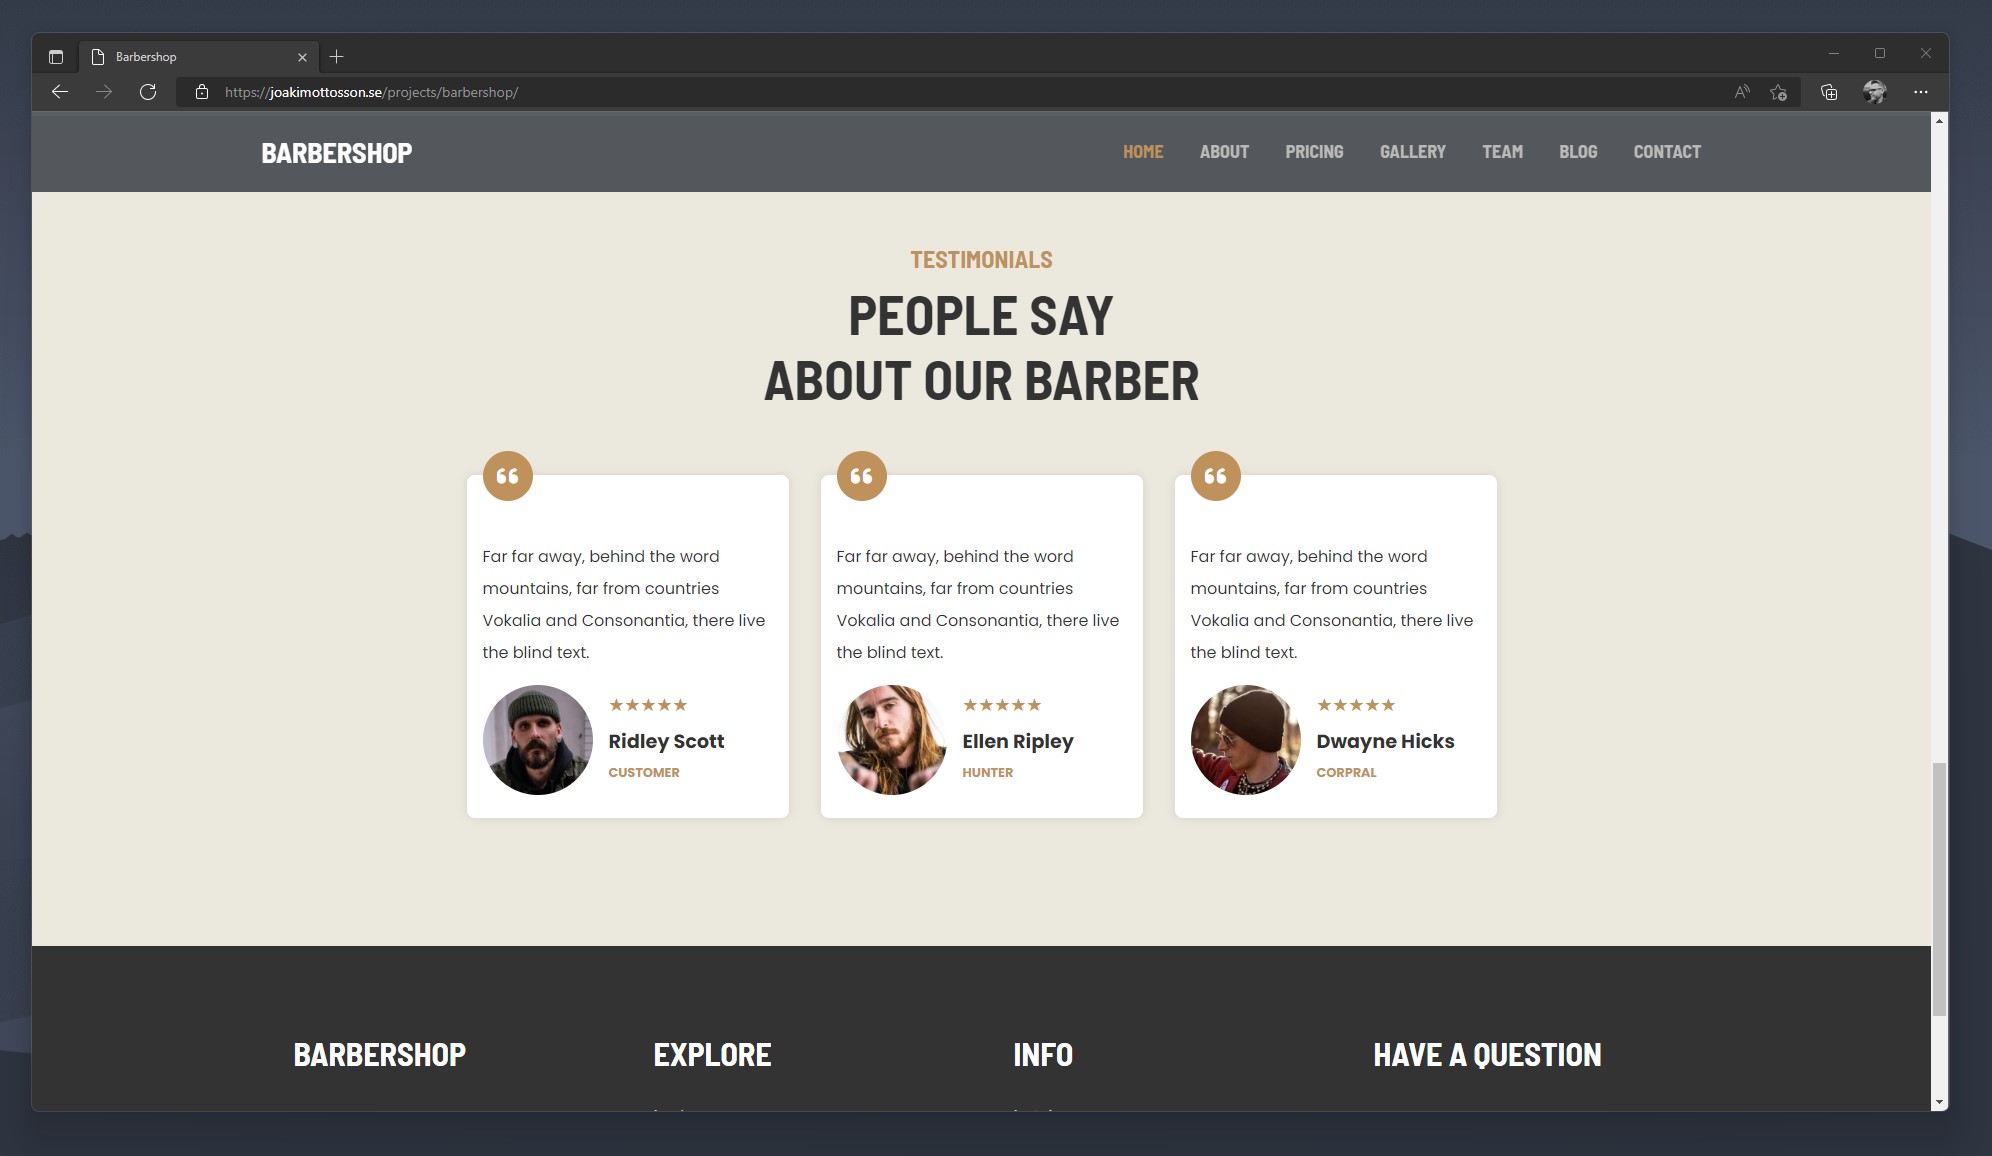 Barbershop
https://joakimottosson.se/projects/barbershop/
BARBERSHOP
HOME ABOUT PRICING GALLERY TEAM BLOG CONTACT
TESTIMONIALS
PEOPLE SAY
ABOUT OUR BARBER
Far far away, behind the word
mountains, far from countries
Vokalia and Consonantia, there live
the blind text.
★★★★★
Ridley Scott
CUSTOMER
Far far away, behind the word
mountains, far from countries
Vokalia and Consonantia, there live
the blind text.
★★★★★
Ellen Ripley
HUNTER
Far far away, behind the word
mountains, far from countries
Vokalia and Consonantia, there live
the blind text.
★★★★★
Dwayne Hicks
CORPRAL
BARBERSHOP
EXPLORE
INFO
HAVE A QUESTION